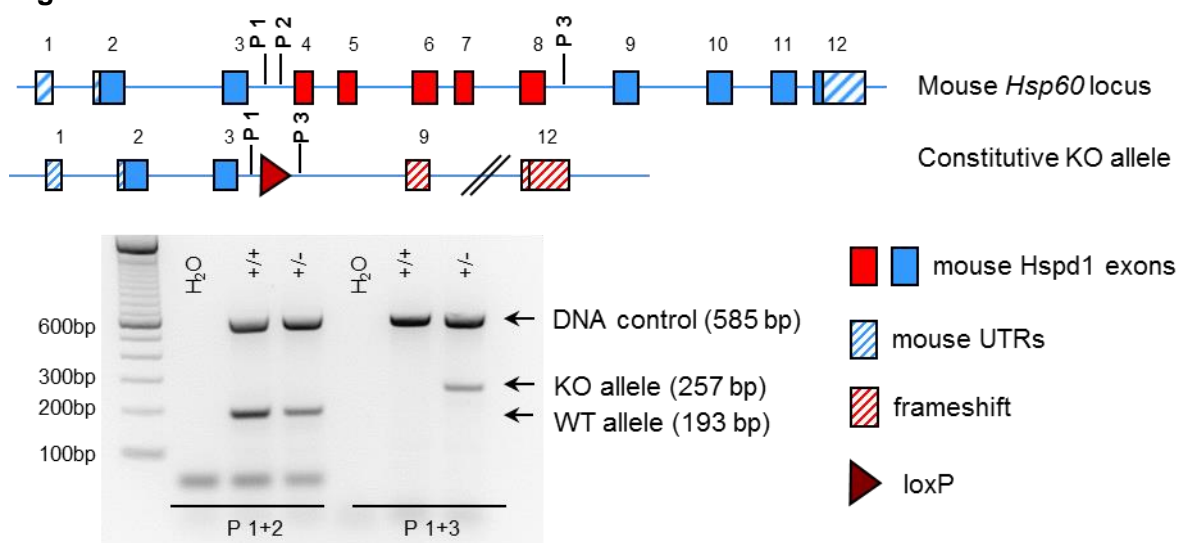 1 2 3 P 1 P 2 4 5 6 7 8 P 3 9 10 11 12
Mouse Hsp60 locus
1 2 3 P 1 P 3 9 12
Constitutive KO allele
H₂O +/+ +/- H₂O +/+ +/-
mouse Hspd1 exons
600bp
DNA control (585 bp)
mouse UTRs
300bp
KO allele (257 bp)
200bp
WT allele (193 bp)
frameshift
100bp
loxP
P 1+2 P 1+3